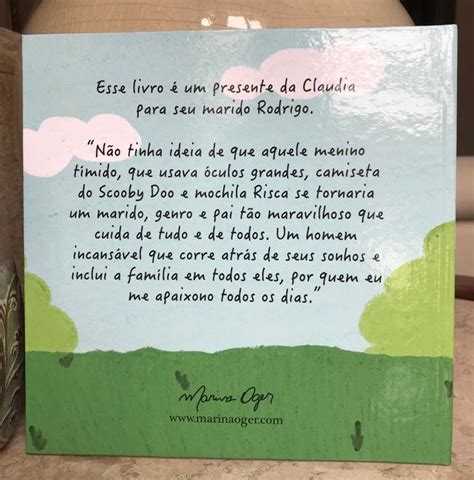 Esse livro é um presente da Claudia
para seu marido Rodrigo.
"Não tinha ideia de que aquele menino
tímido, que usava óculos grandes, camiseta
do Scooby Doo e mochila Risca se tornaria
um marido, genro e pai tão maravilhoso que
cuida de tudo e de todos. Um homem
incansável que corre atrás de seus sonhos e
inclui a família em todos eles, por quem eu
me apaixono todos os dias."
Marina Oger
www.marinaoger.com